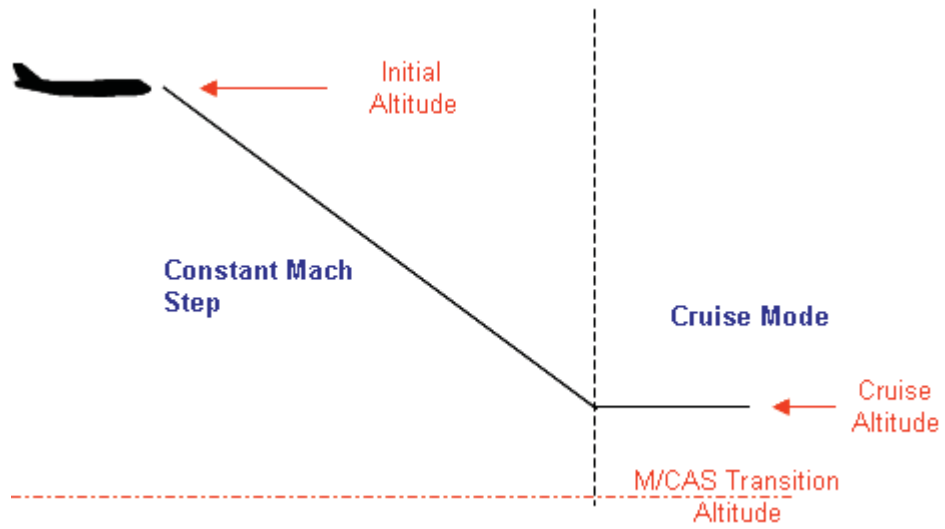 Initial
Altitude
Constant Mach
Step
Cruise Mode
Cruise
Altitude
M/CAS Transition
Altitude